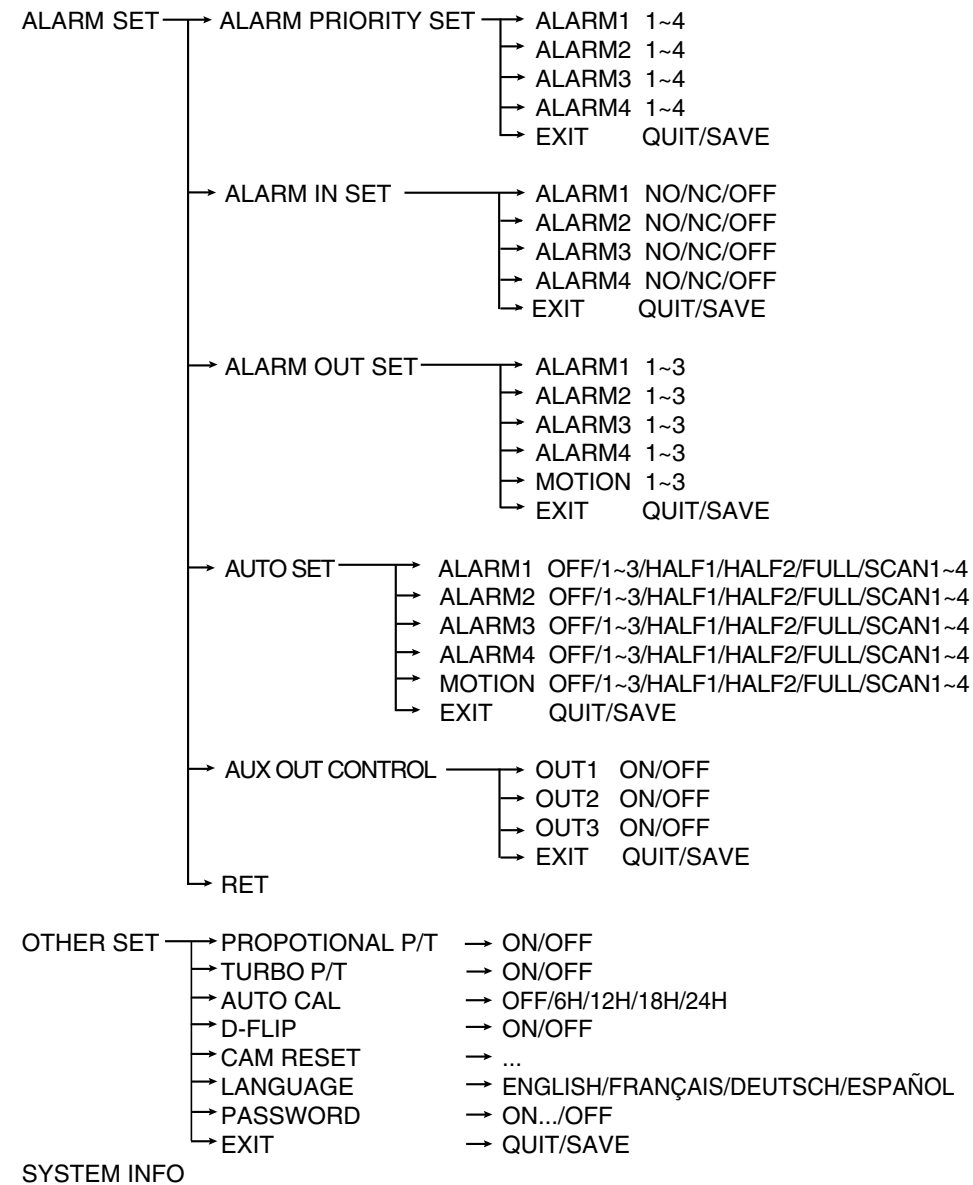 ALARM SET ALARM PRIORITY SET ALARM1 1~4
ALARM2 1~4
ALARM3 1~4
ALARM4 1~4
EXIT QUIT/SAVE
ALARM IN SET ALARM1 NO/NC/OFF
ALARM2 NO/NC/OFF
ALARM3 NO/NC/OFF
ALARM4 NO/NC/OFF
EXIT QUIT/SAVE
ALARM OUT SET ALARM1 1~3
ALARM2 1~3
ALARM3 1~3
ALARM4 1~3
MOTION 1~3
EXIT QUIT/SAVE
AUTO SET ALARM1 OFF/1~3/HALF1/HALF2/FULL/SCAN1~4
ALARM2 OFF/1~3/HALF1/HALF2/FULL/SCAN1~4
ALARM3 OFF/1~3/HALF1/HALF2/FULL/SCAN1~4
ALARM4 OFF/1~3/HALF1/HALF2/FULL/SCAN1~4
MOTION OFF/1~3/HALF1/HALF2/FULL/SCAN1~4
EXIT QUIT/SAVE
AUX OUT CONTROL OUT1 ON/OFF
OUT2 ON/OFF
OUT3 ON/OFF
EXIT QUIT/SAVE
RET
OTHER SET PROPOTIONAL P/T ON/OFF
TURBO P/T ON/OFF
AUTO CAL OFF/6H/12H/18H/24H
D-FLIP ON/OFF
CAM RESET ...
LANGUAGE ENGLISH/FRANÇAIS/DEUTSCH/ESPAÑOL
PASSWORD ON.../OFF
EXIT QUIT/SAVE
SYSTEM INFO